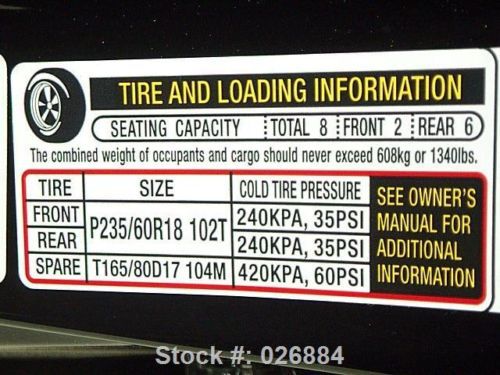 TIRE AND LOADING INFORMATION
SEATING CAPACITY TOTAL 8 FRONT 2 REAR 6
The combined weight of occupants and cargo should never exceed 608kg or 1340lbs.
TIRE SIZE COLD TIRE PRESSURE
FRONT P235/60R18 102T 240KPA, 35PSI
REAR 240KPA, 35PSI
SPARE T165/80D17 104M 420KPA, 60PSI
SEE OWNER'S
MANUAL FOR
ADDITIONAL
INFORMATION
Stock #: 026884